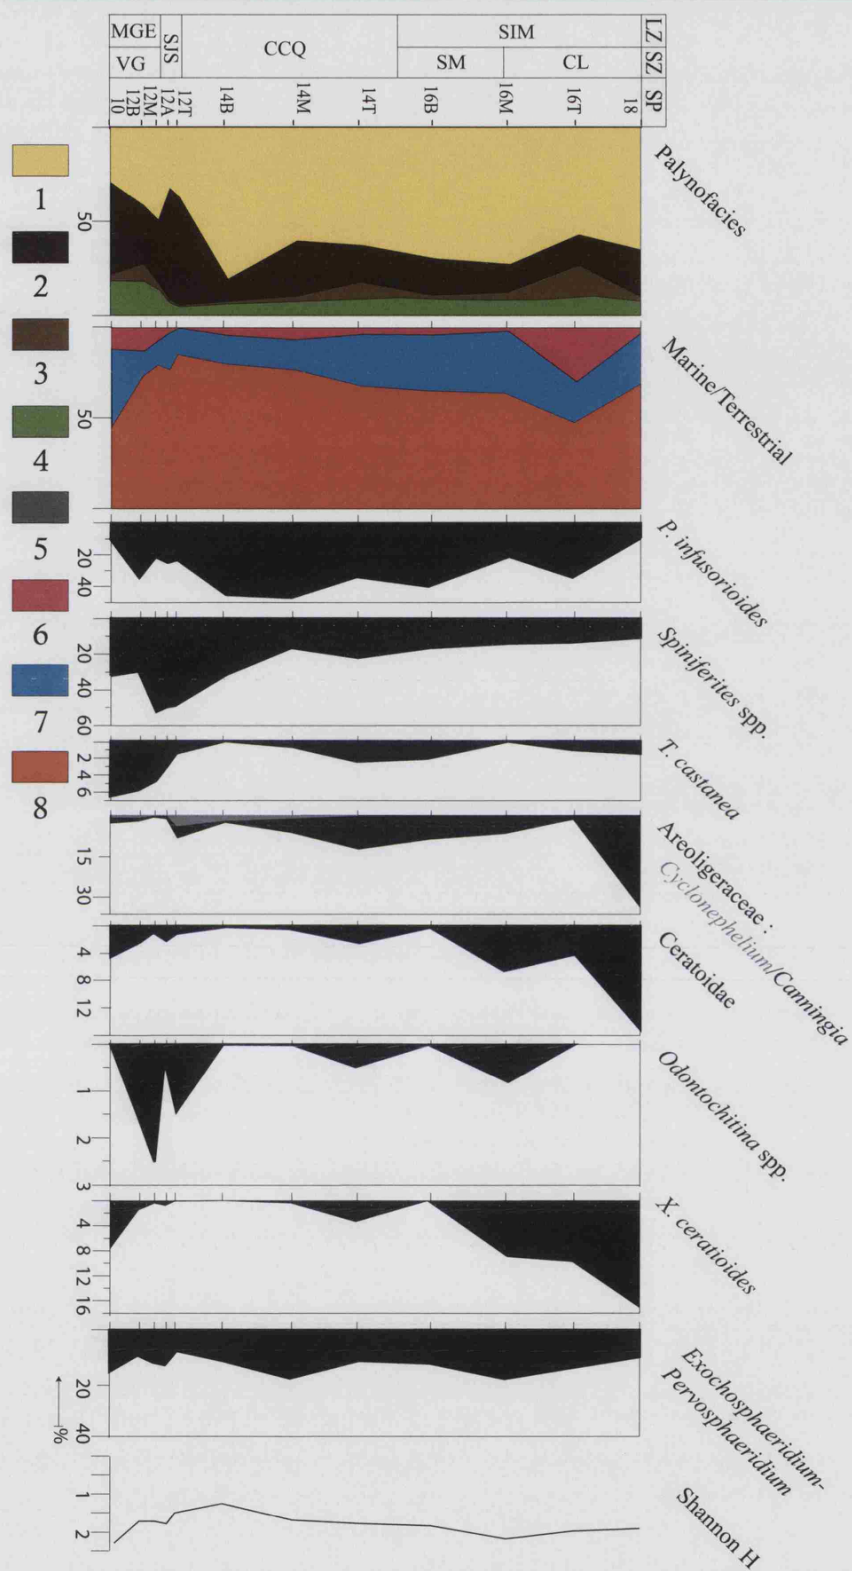 MGE
SJS
CCQ
SIM
LZ
VG
SM
CL
SZ
10
12B
12M
12A
12T
14B
14M
14T
16B
16M
16T
18
SP
Palynofacies
50
1
2
3
4
5
6
7
8
Marine/Terrestrial
50
P. infusorioides
20
40
Spiniferites spp.
20
40
60
T. castanea
2
4
6
Areoligeraceae :
Cyclonephelium/Canningia
15
30
Ceratoidae
4
8
12
Odontochitina spp.
1
2
3
X. ceratioides
4
8
12
16
Exochosphaeridium-
Pervosphaeridium
20
40
%
Shannon H
1
2